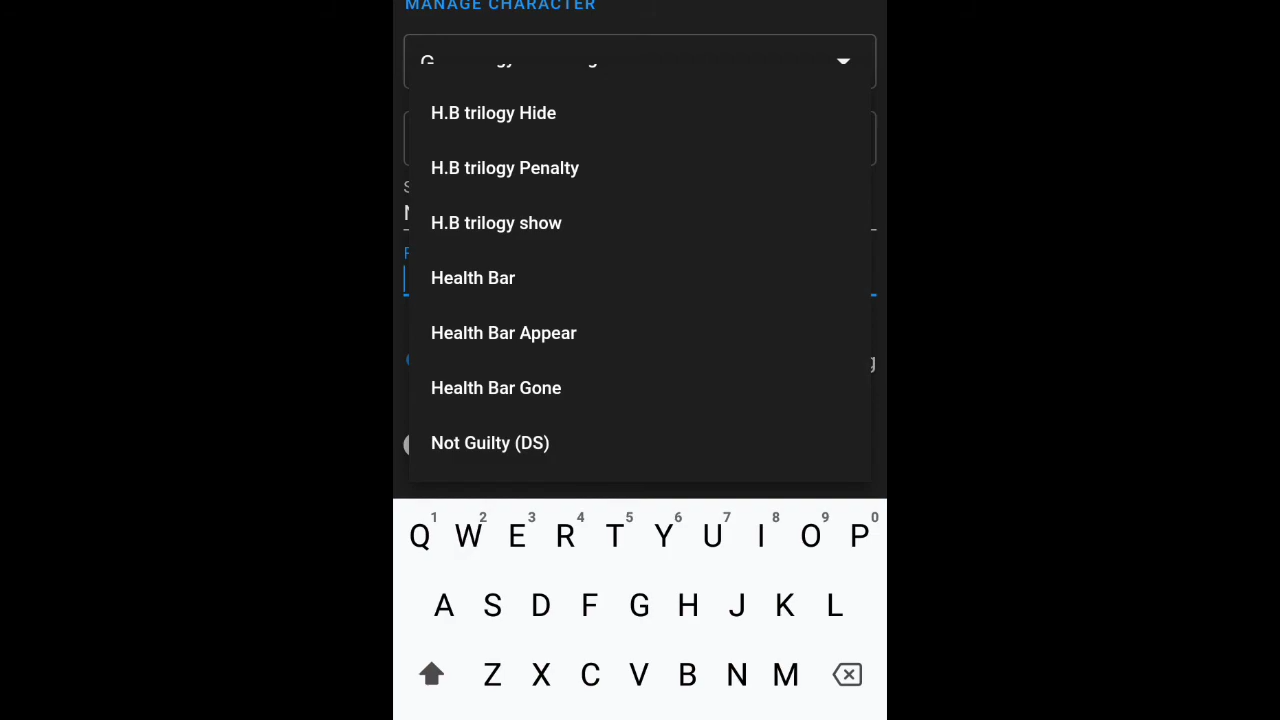 MANAGE CHARACTER
H.B trilogy Hide
H.B trilogy Penalty
H.B trilogy show
Health Bar
Health Bar Appear
Health Bar Gone
Not Guilty (DS)
1 2 3 4 5 6 7 8 9 0
Q W E R T Y U I O P
A S D F G H J K L
Z X C V B N M